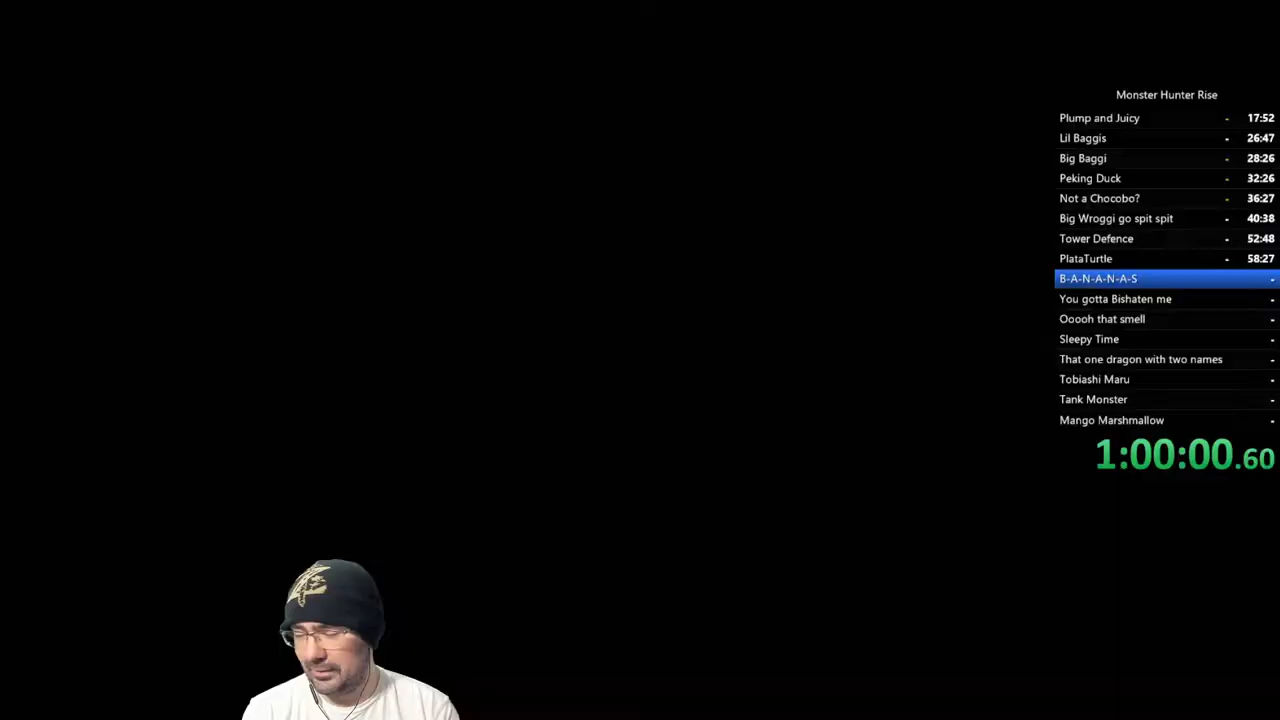 Monster Hunter Rise
Plump and Juicy - 17:52
Lil Baggis - 26:47
Big Baggi - 28:26
Peking Duck - 32:26
Not a Chocobo? - 36:27
Big Wroggi go spit spit - 40:38
Tower Defence - 52:48
PlataTurtle - 58:27
B-A-N-A-N-A-S -
You gotta Bishaten me -
Ooooh that smell -
Sleepy Time -
That one dragon with two names -
Tobiashi Maru -
Tank Monster -
Mango Marshmallow -
1:00:00.60